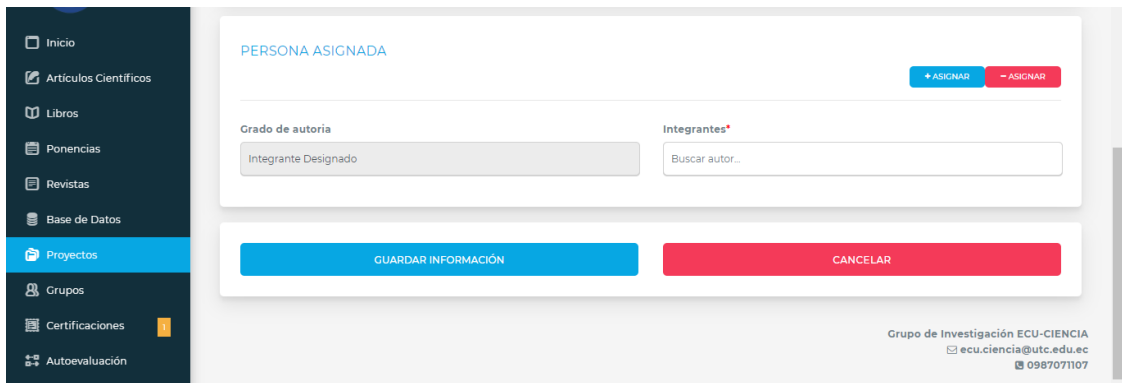 Inicio
Artículos Científicos
Libros
Ponencias
Revistas
Base de Datos
Proyectos
Grupos
Certificaciones 1
Autoevaluación
PERSONA ASIGNADA
+ ASIGNAR
− ASIGNAR
Grado de autoria
Integrante Designado
Integrantes*
Buscar autor...
GUARDAR INFORMACIÓN
CANCELAR
Grupo de Investigación ECU-CIENCIA
ecu.ciencia@utc.edu.ec
0987071107